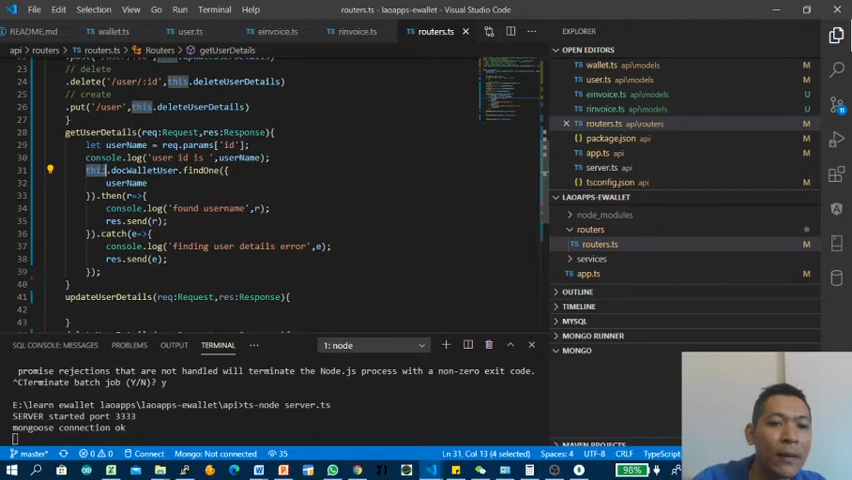 File Edit Selection View Go Run Terminal Help routers.ts - laoapps-ewallet - Visual Studio Code
README.md TS wallet.ts TS user.ts TS einvoice.ts TS rinvoice.ts TS routers.ts ×
api > routers > TS routers.ts > Routers > getUserDetails
23 // delete
24 .delete('/user/:id',this.deleteUserDetails)
25 // create
26 .put('/user',this.deleteUserDetails)
27 }
28 getUserDetails(req:Request,res:Response){
29 let userName = req.params['id'];
30 console.log('user id is ',userName);
31 this.docWalletUser.findOne({
32 userName
33 }).then(r=>{
34 console.log('found username',r);
35 res.send(r);
36 }).catch(e=>{
37 console.log('finding user details error',e);
38 res.send(e);
39 });
40 }
41 updateUserDetails(req:Request,res:Response){
42
43 }
EXPLORER
OPEN EDITORS
TS wallet.ts api\models M
TS user.ts api\models M
TS einvoice.ts api\models U
TS rinvoice.ts api\models U
× TS routers.ts api\routers M
package.json api M
TS app.ts api M
TS server.ts api
tsconfig.json api M
LAOAPPS-EWALLET
> node_modules
routers
TS routers.ts M
> services
TS app.ts M
> OUTLINE
> TIMELINE
> MYSQL
> MONGO RUNNER
> MONGO
SQL CONSOLE: MESSAGES PROBLEMS OUTPUT TERMINAL ... 1: node
promise rejections that are not handled will terminate the Node.js process with a non-zero exit code.
^CTerminate batch job (Y/N)? y
E:\learn ewallet laoapps\laoapps-ewallet\api>ts-node server.ts
SERVER started port 3333
mongoose connection ok
master* Connect Mongo: Not connected 35 Ln 31, Col 13 (4 selected) Spaces: 4 UTF-8 CRLF TypeScript
98%